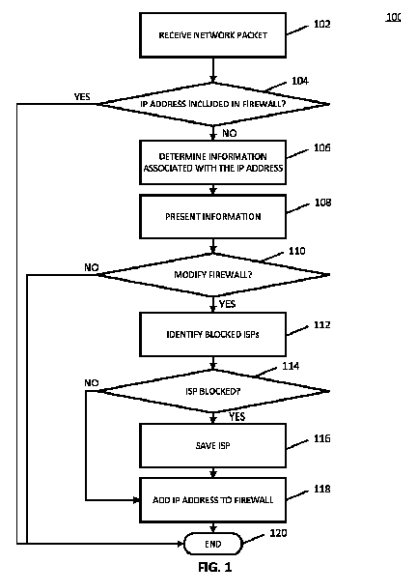 100
RECEIVE NETWORK PACKET
102
104
YES
IP ADDRESS INCLUDED IN FIREWALL?
NO
DETERMINE INFORMATION
ASSOCIATED WITH THE IP ADDRESS
106
PRESENT INFORMATION
108
110
NO
MODIFY FIREWALL?
YES
IDENTIFY BLOCKED ISPs
112
114
NO
ISP BLOCKED?
YES
SAVE ISP
116
ADD IP ADDRESS TO FIREWALL
118
END
120
FIG. 1